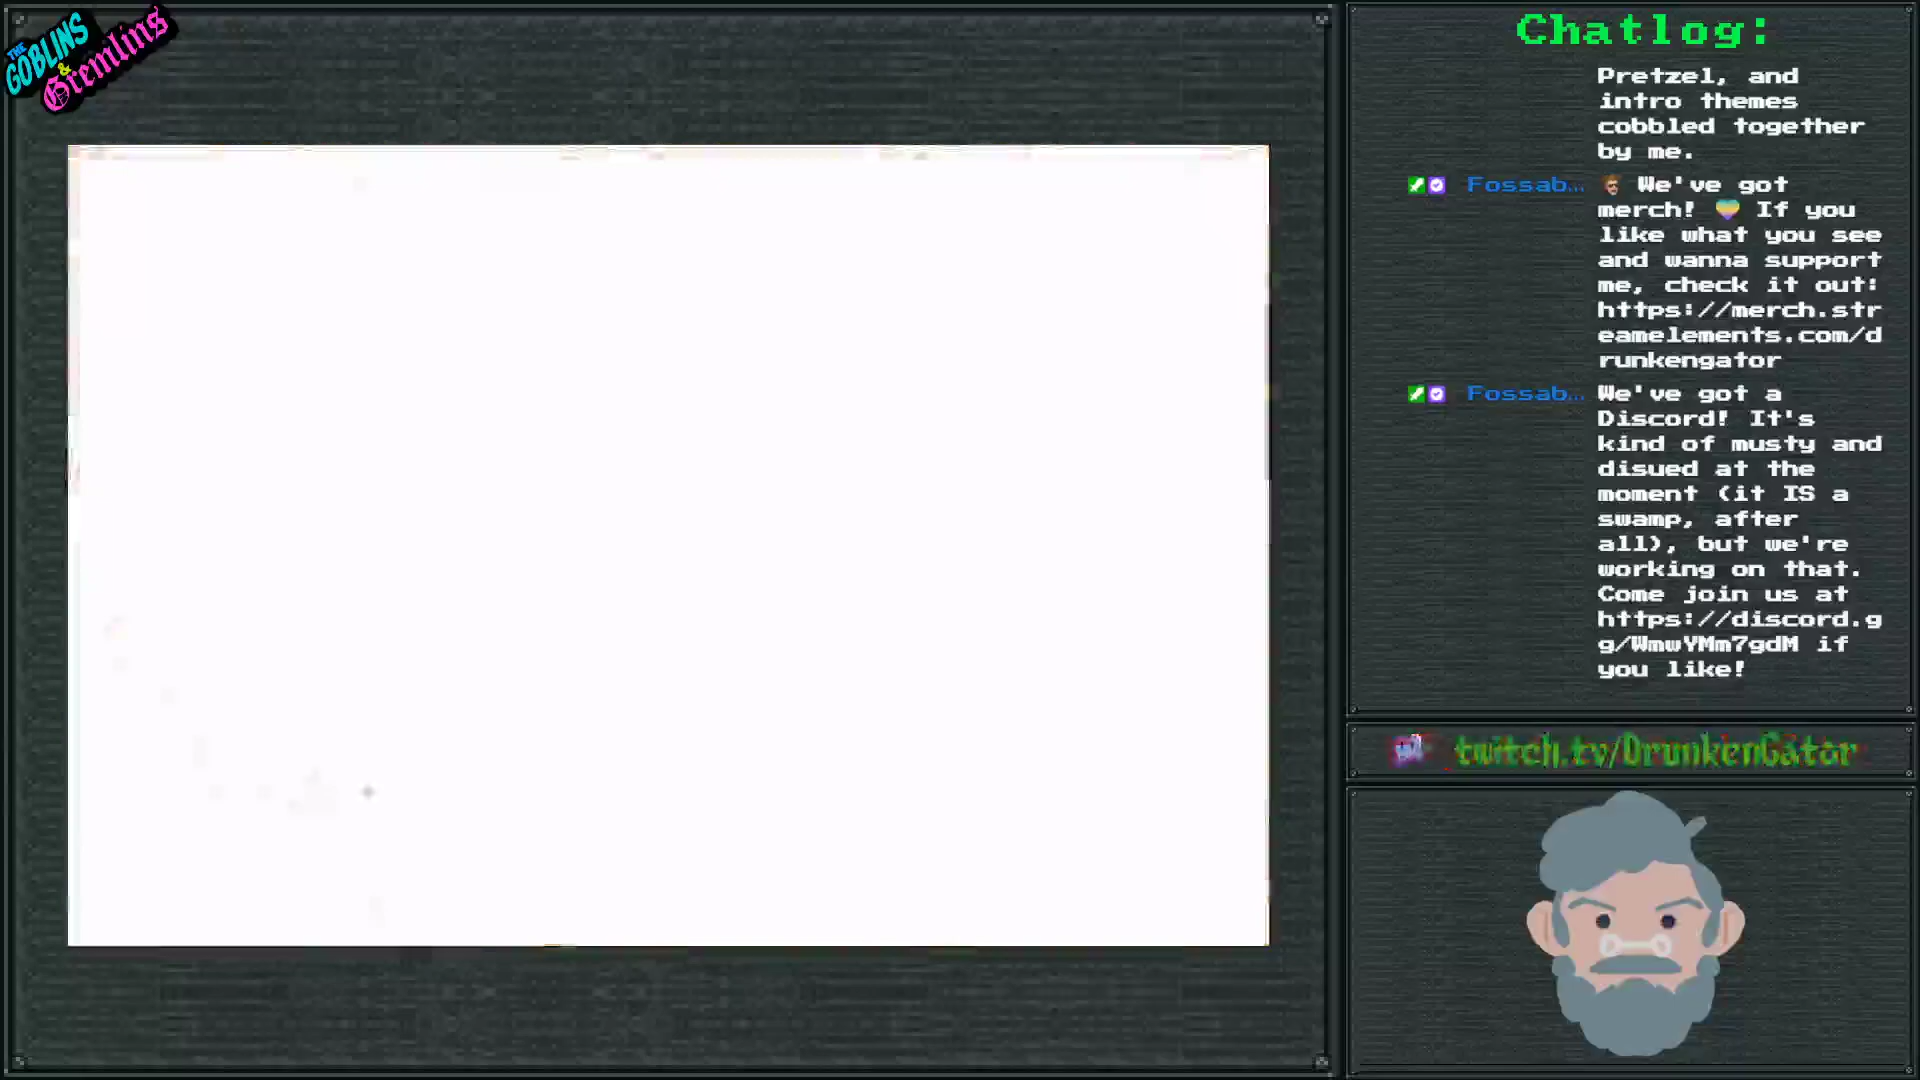 THE
GOBLINS
&
Gremlins
Chatlog:
Pretzel, and
intro themes
cobbled together
by me.
Fossab... We've got
merch! If you
like what you see
and wanna support
me, check it out:
https://merch.str
eamelements.com/d
runkengator
Fossab... We've got a
Discord! It's
kind of musty and
disued at the
moment (it IS a
swamp, after
all), but we're
working on that.
Come join us at
https://discord.g
g/WmwYMm7gdM if
you like!
twitch.tv/DrunkenGator